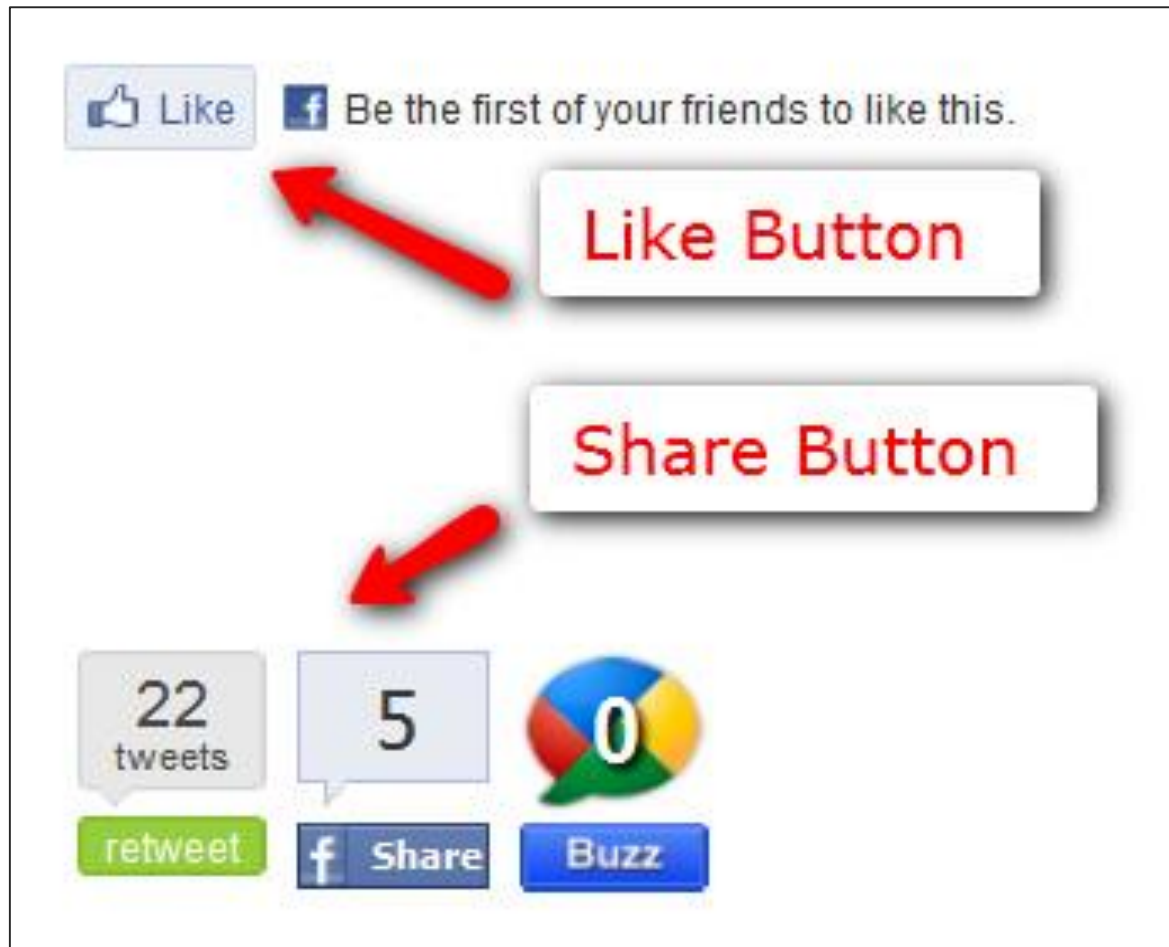 Like
f Be the first of your friends to like this.
Like Button
Share Button
22
tweets
retweet
5
f Share
0
Buzz